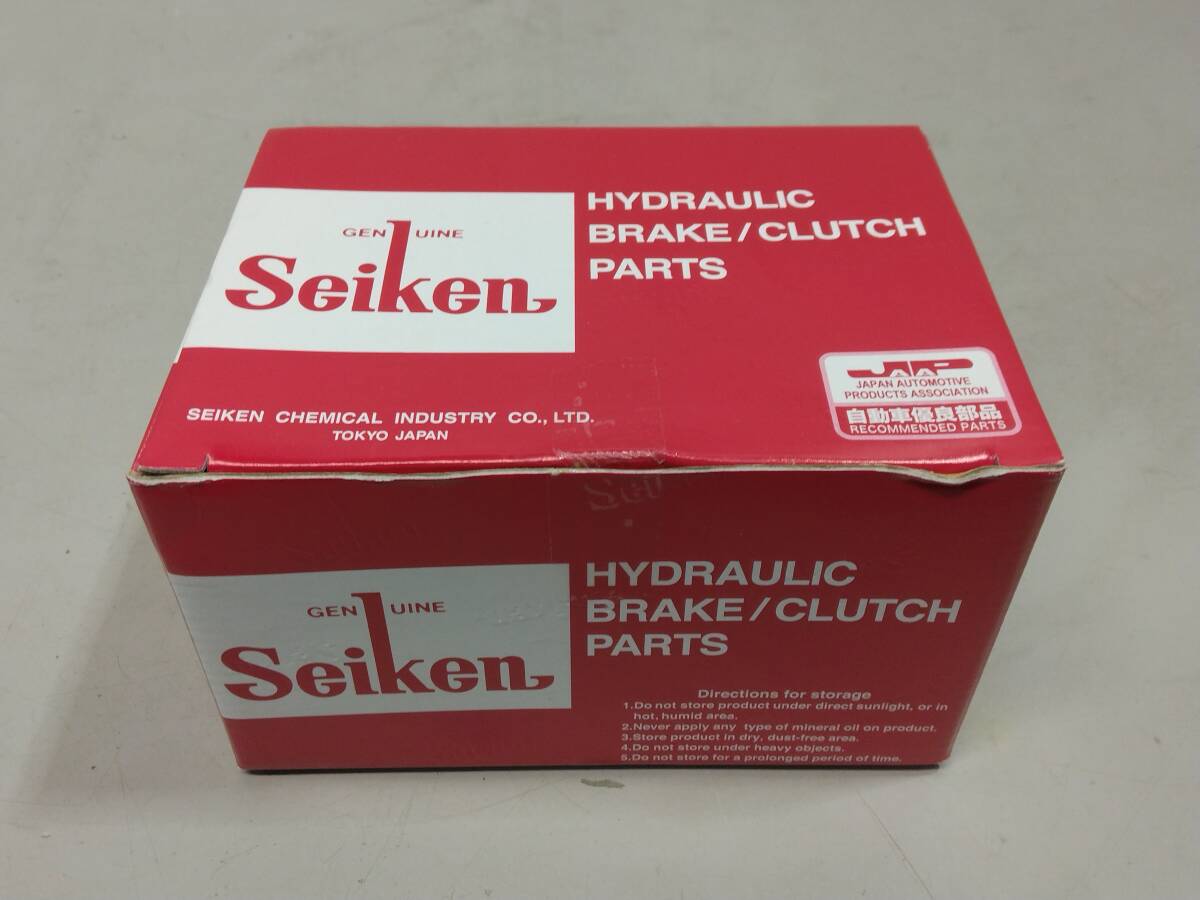 GENUINE
Seiken
HYDRAULIC
BRAKE/CLUTCH
PARTS
SEIKEN CHEMICAL INDUSTRY CO., LTD.
TOKYO JAPAN
JAAP
JAPAN AUTOMOTIVE
PRODUCTS ASSOCIATION
自動車優良部品
RECOMMENDED PARTS
GENUINE
Seiken
HYDRAULIC
BRAKE/CLUTCH
PARTS
Directions for storage
1.Do not store product under direct sunlight, or in
hot, humid area.
2.Never apply any type of mineral oil on product.
3.Store product in dry, dust-free area.
4.Do not store under heavy objects.
5.Do not store for a prolonged period of time.